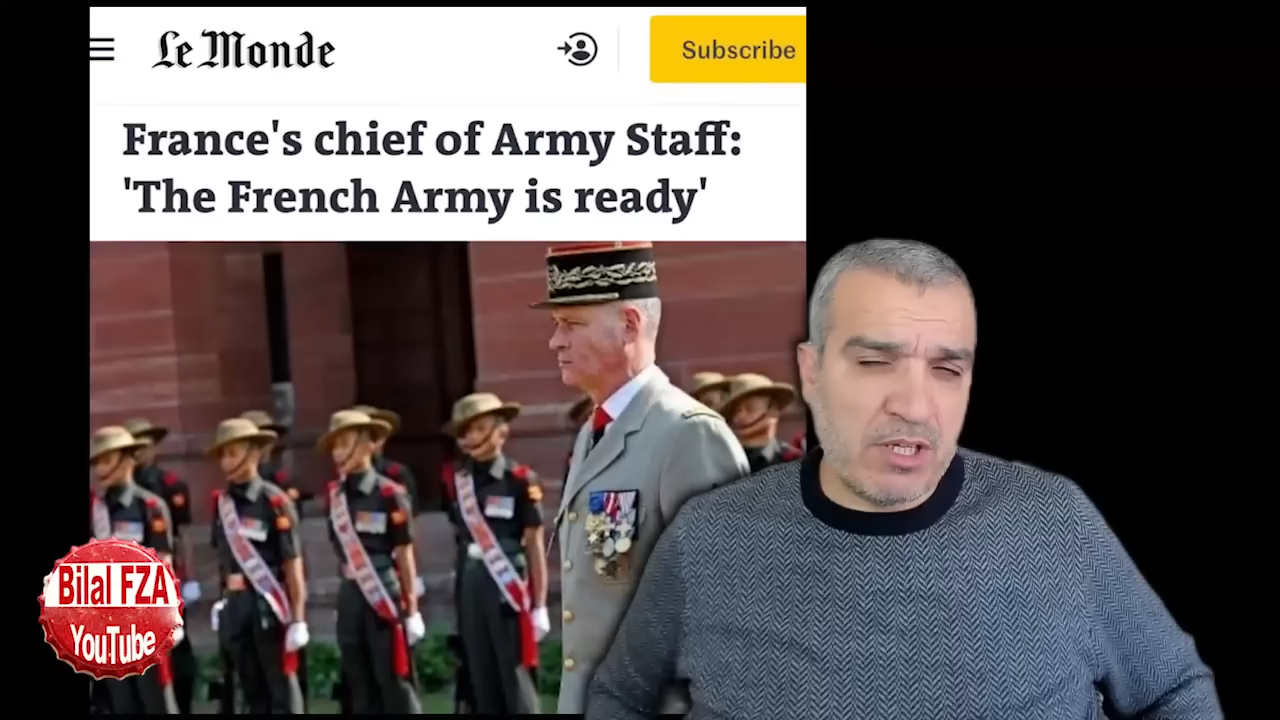 Le Monde
Subscribe
France's chief of Army Staff:
'The French Army is ready'
Bilal FZA
YouTube